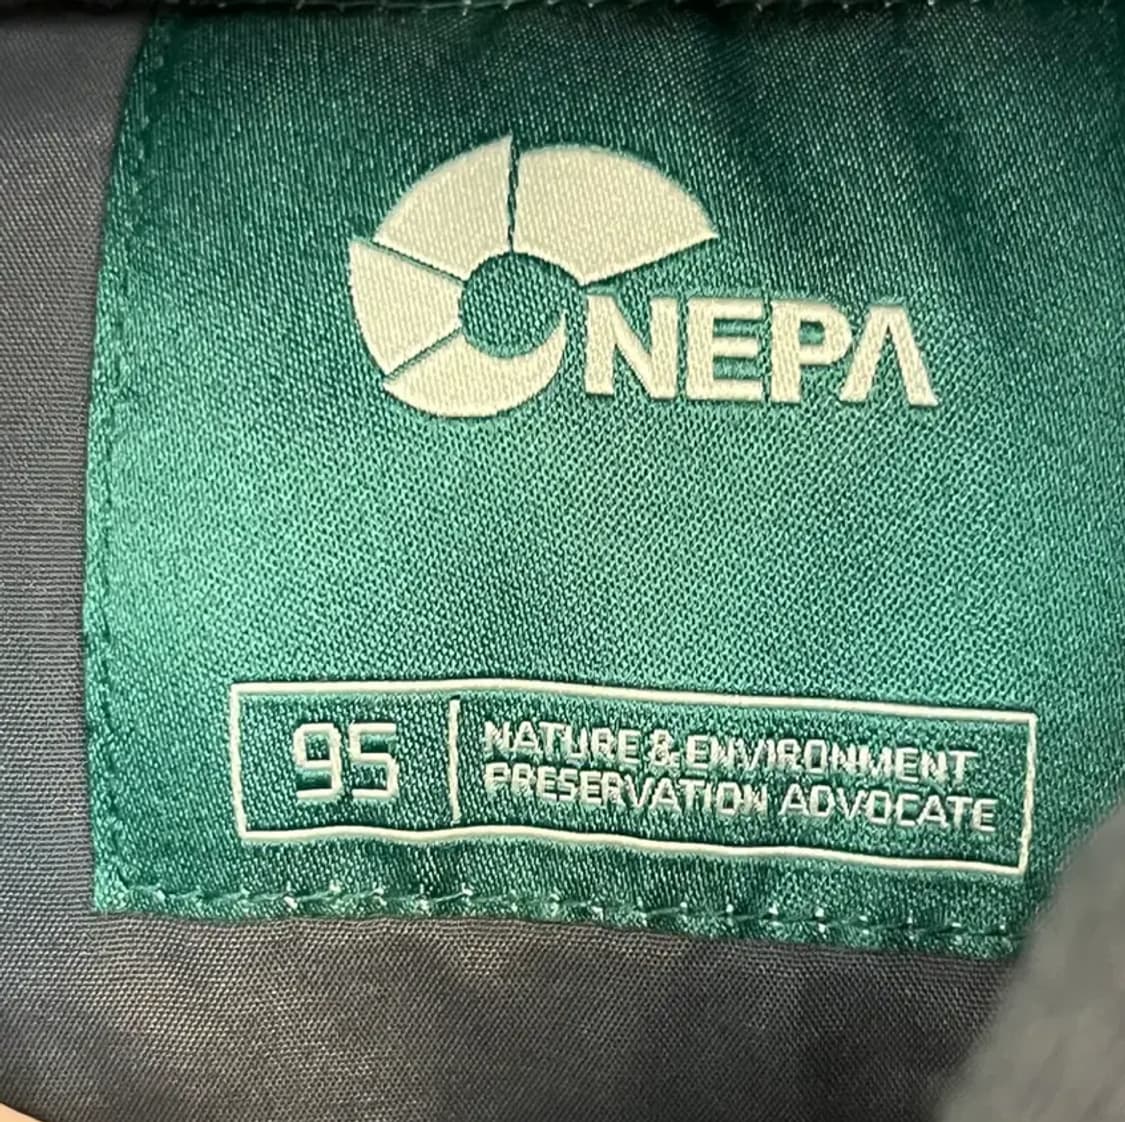 NEPA
95
NATURE & ENVIRONMENT
PRESERVATION ADVOCATE